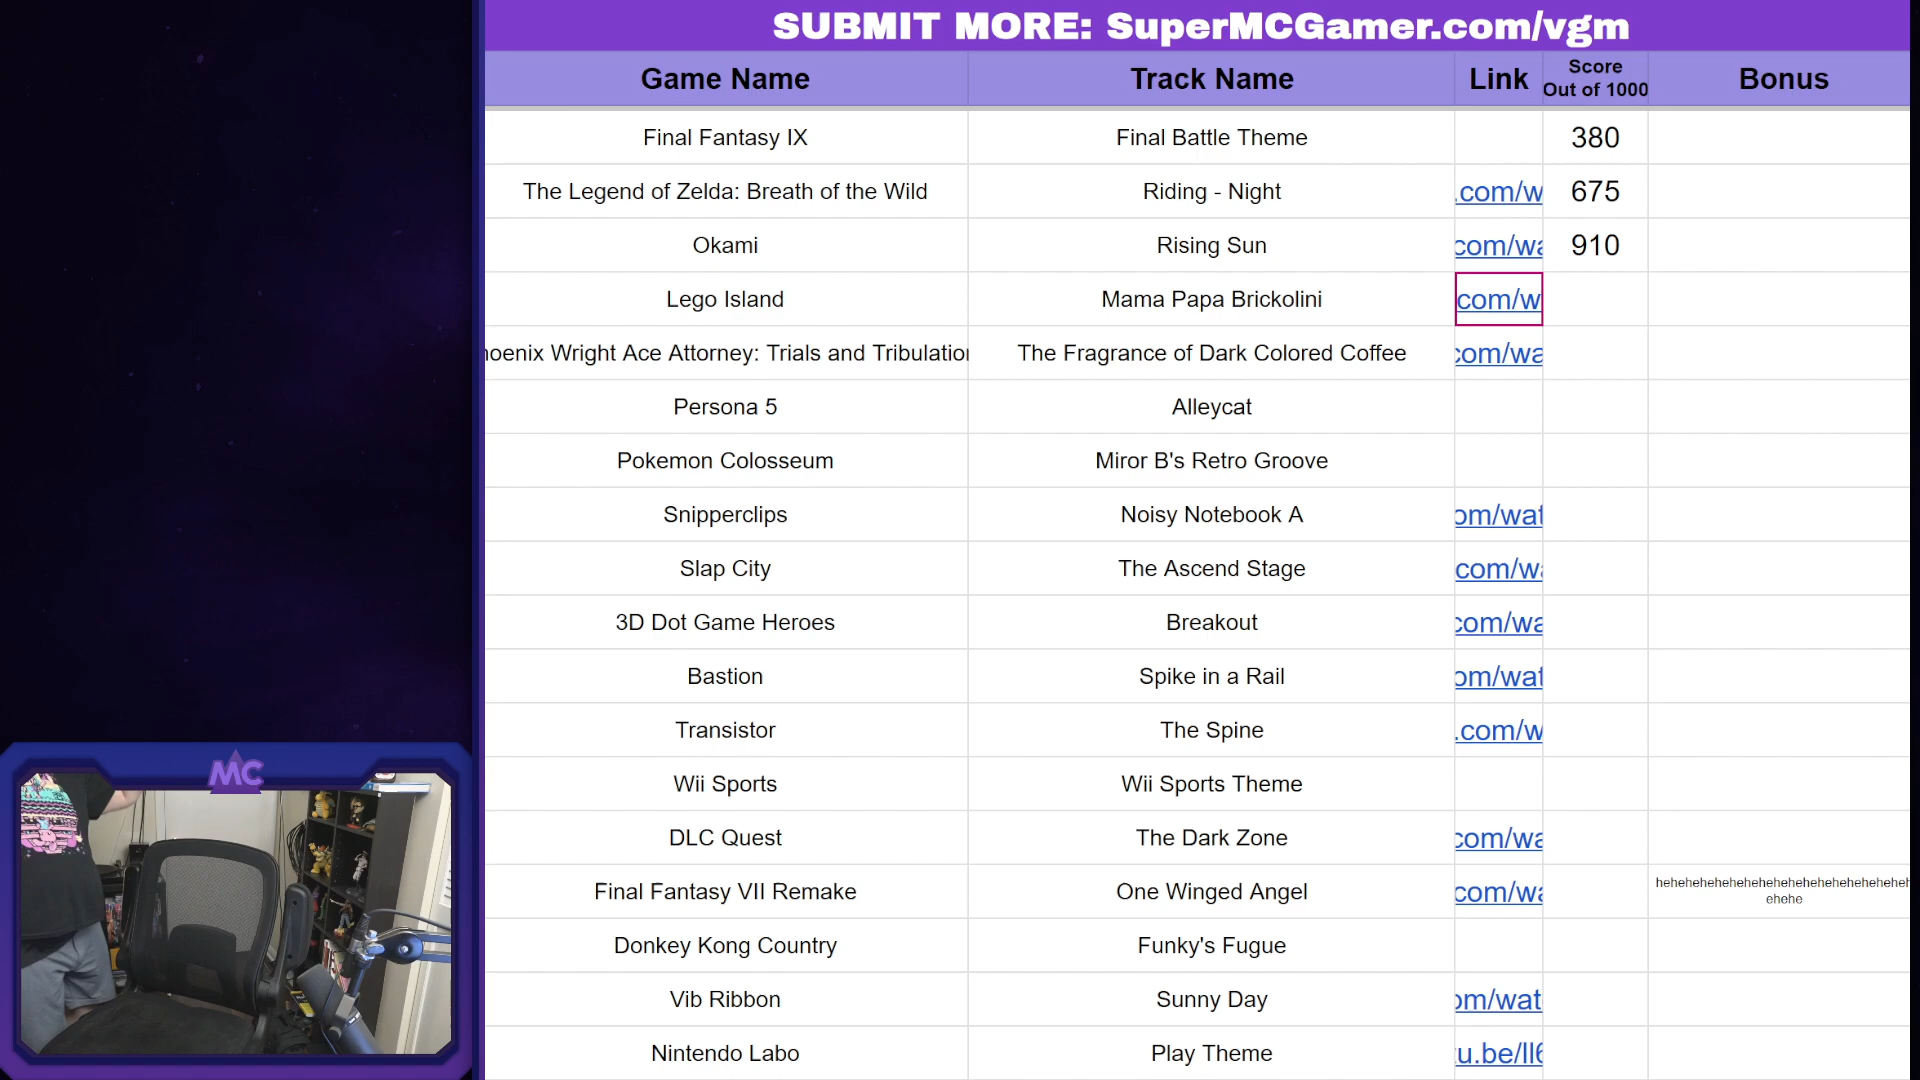 SUBMIT MORE: SuperMCGamer.com/vgm
Game Name Track Name Link Score Out of 1000 Bonus
Final Fantasy IX Final Battle Theme 380
The Legend of Zelda: Breath of the Wild Riding - Night .com/w 675
Okami Rising Sun com/wa 910
Lego Island Mama Papa Brickolini com/w
hoenix Wright Ace Attorney: Trials and Tribulation The Fragrance of Dark Colored Coffee com/wa
Persona 5 Alleycat
Pokemon Colosseum Miror B's Retro Groove
Snipperclips Noisy Notebook A om/wat
Slap City The Ascend Stage com/wa
3D Dot Game Heroes Breakout com/wa
Bastion Spike in a Rail om/wat
Transistor The Spine .com/w
Wii Sports Wii Sports Theme
DLC Quest The Dark Zone com/wa
Final Fantasy VII Remake One Winged Angel com/wa
Donkey Kong Country Funky's Fugue
Vib Ribbon Sunny Day om/wat
Nintendo Labo Play Theme u.be/ll6
MC
ehehe